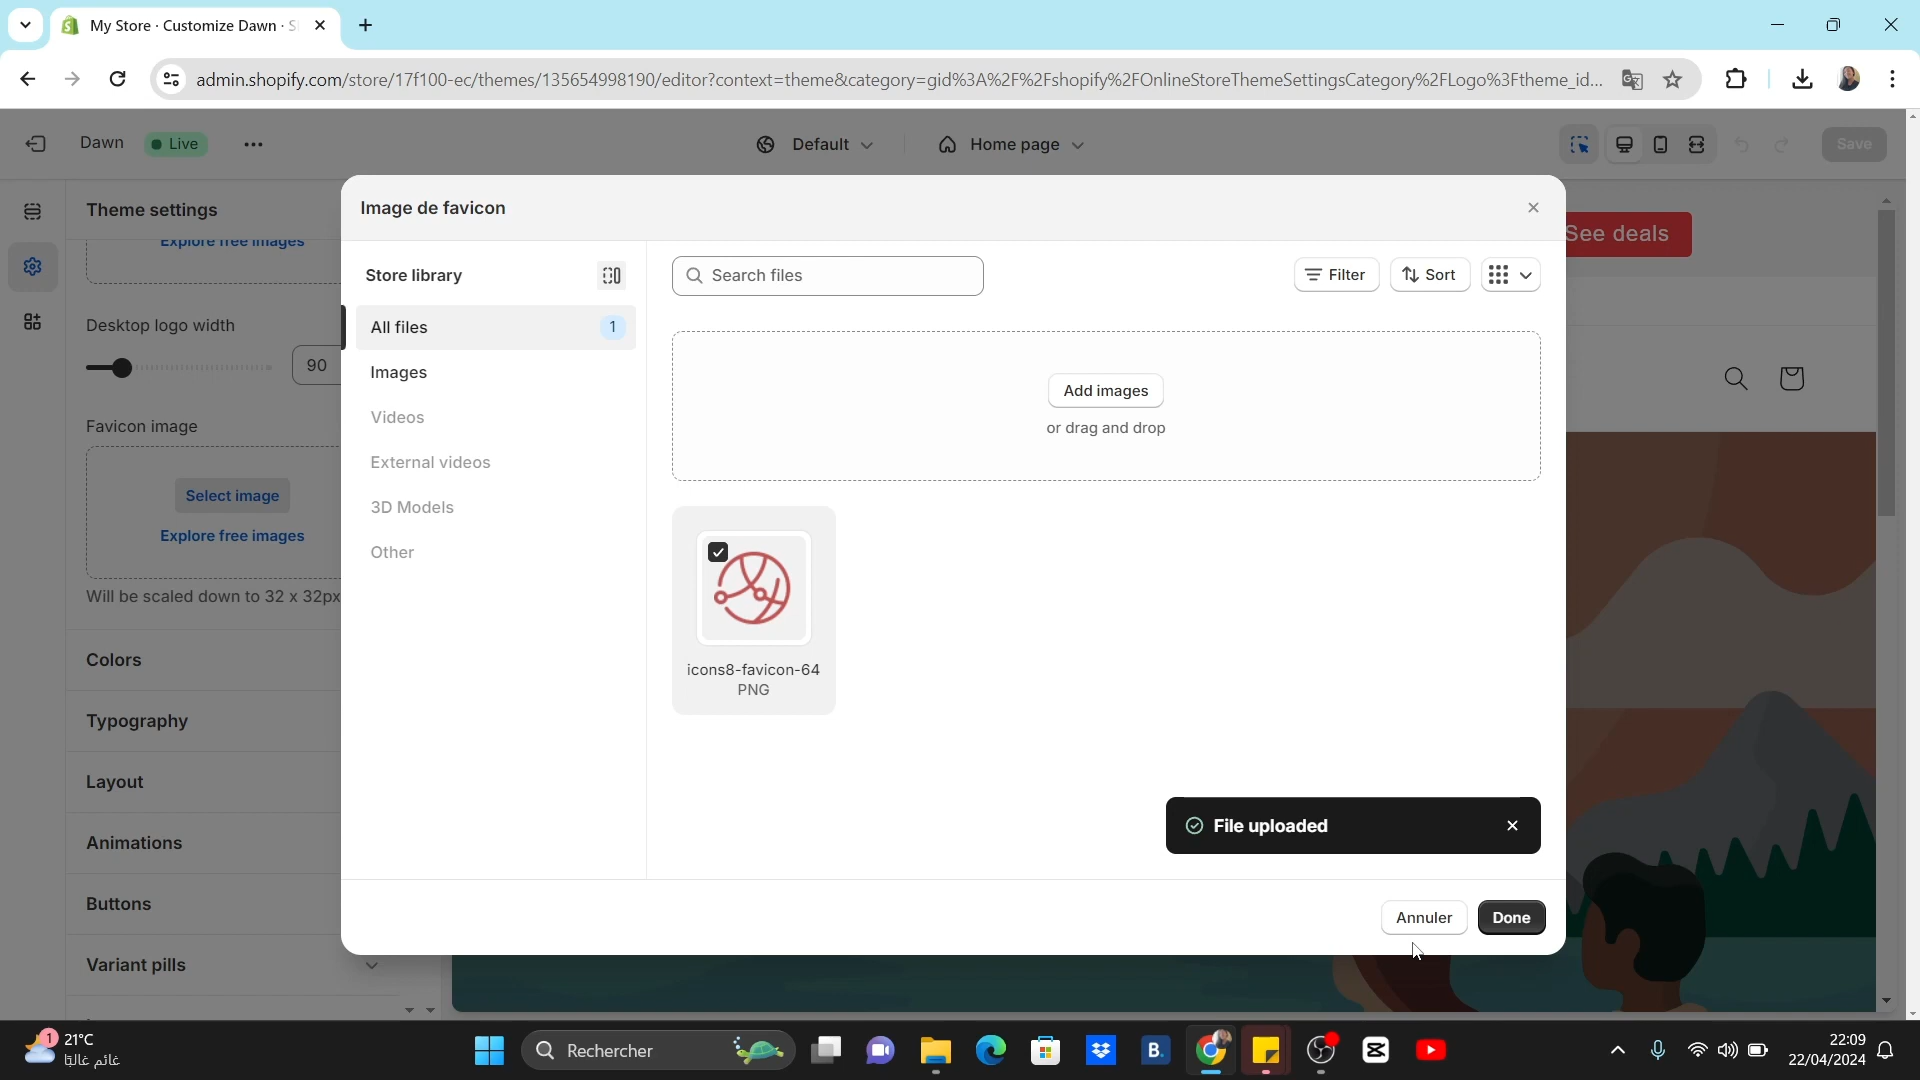 My Store · Customize Dawn · S
admin.shopify.com/store/17f100-ec/themes/135654998190/editor?context=theme&category=gid%3A%2F%2Fshopify%2FOnlineStoreThemeSettingsCategory%2FLogo%3Ftheme_id...
Dawn
Live
Default
Home page
Save
Theme settings
Explore free images
Desktop logo width
90
Favicon image
Select image
Explore free images
Will be scaled down to 32 x 32px
Colors
Typography
Layout
Animations
Buttons
Variant pills
Image de favicon
Store library
All files
1
Images
Videos
External videos
3D Models
Other
Search files
Filter
Sort
Add images
or drag and drop
icons8-favicon-64
PNG
File uploaded
Annuler
Done
See deals
1
21°C
غائم غالبًا
Rechercher
B.
22:09
22/04/2024